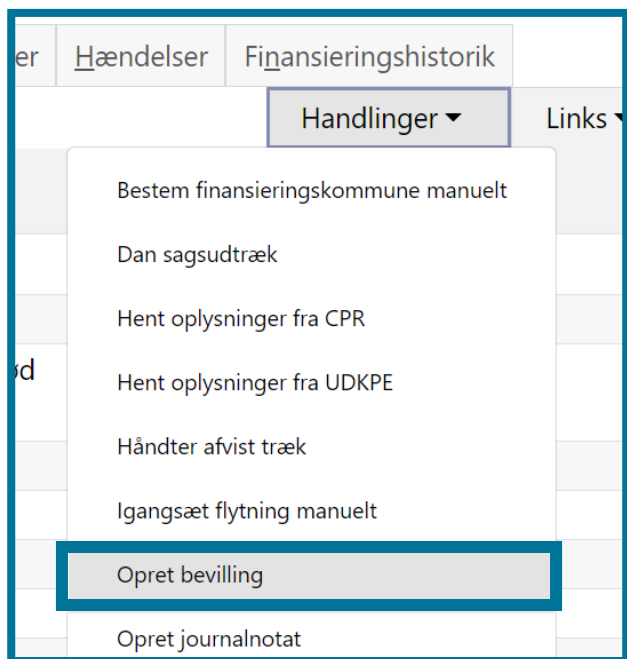 er Hændelser Finansieringshistorik
Handlinger Links
Bestem finansieringskommune manuelt
Dan sagsudtræk
Hent oplysninger fra CPR
Hent oplysninger fra UDKPE
Håndter afvist træk
Igangsæt flytning manuelt
Opret bevilling
Opret journalnotat